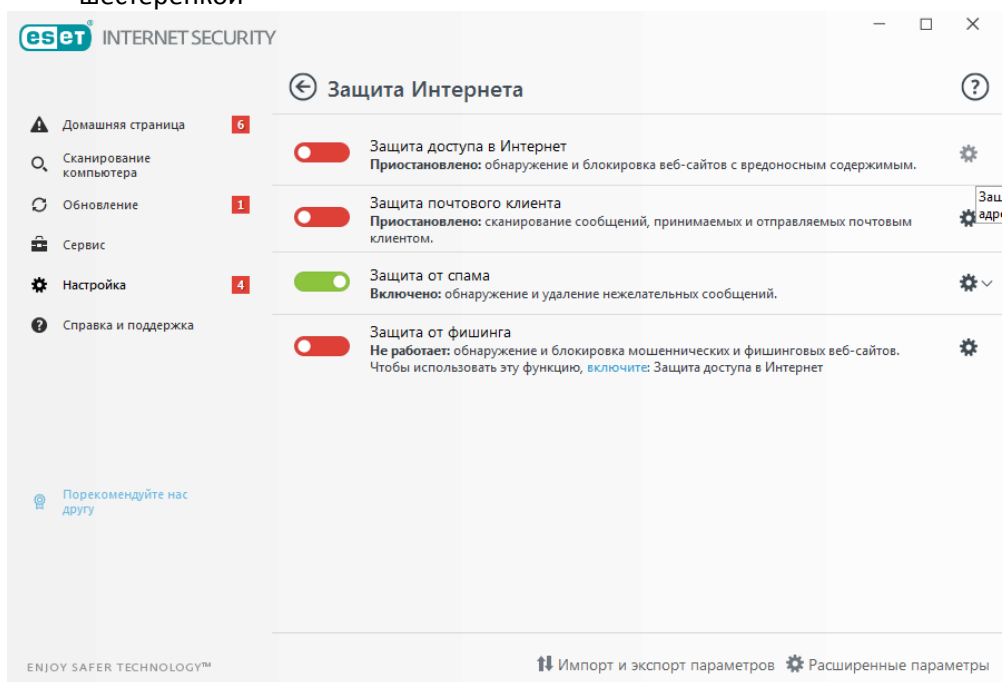 шестеренкой
eset INTERNET SECURITY
Защита Интернета
Домашняя страница 6
Сканирование
компьютера
Обновление 1
Сервис
Настройка 4
Справка и поддержка
Порекомендуйте нас
другу
ENJOY SAFER TECHNOLOGY™
Защита доступа в Интернет
Приостановлено: обнаружение и блокировка веб-сайтов с вредоносным содержимым.
Защита почтового клиента
Приостановлено: сканирование сообщений, принимаемых и отправляемых почтовым
клиентом.
Защ
адре
Защита от спама
Включено: обнаружение и удаление нежелательных сообщений.
Защита от фишинга
Не работает: обнаружение и блокировка мошеннических и фишинговых веб-сайтов.
Чтобы использовать эту функцию, включите: Защита доступа в Интернет
Импорт и экспорт параметров Расширенные параметры